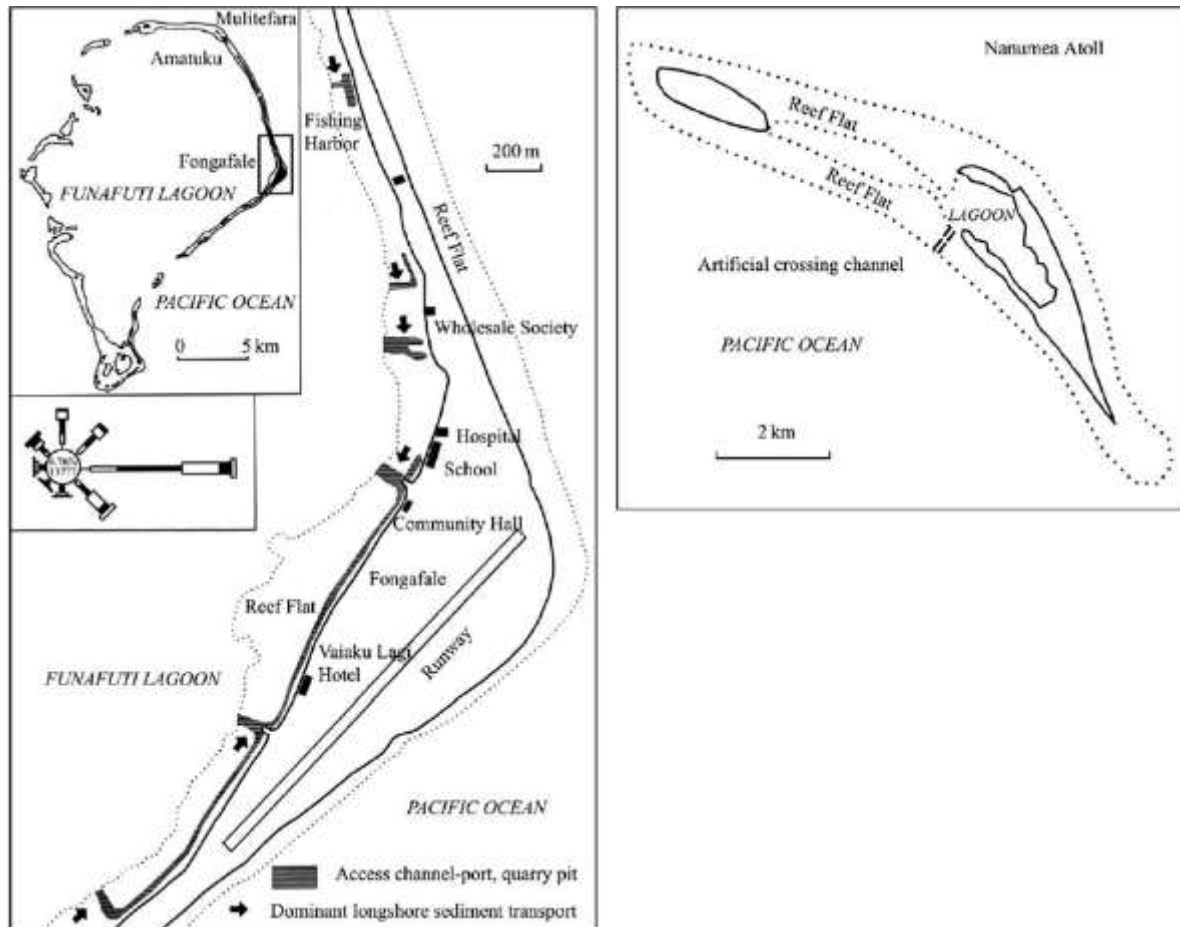 Mulitefara
Amatuku
Fongafale
FUNAFUTI LAGOON
PACIFIC OCEAN
0 5 km
Fishing
Harbor
200 m
Reef Flat
Wholesale Society
Hospital
School
Community Hall
Fongafale
Reef Flat
Vaiaku Lagi
Hotel
Runway
FUNAFUTI LAGOON
PACIFIC OCEAN
Access channel-port, quarry pit
Dominant longshore sediment transport
Nanumea Atoll
Reef Flat
Reef Flat
LAGOON
Artificial crossing channel
PACIFIC OCEAN
2 km